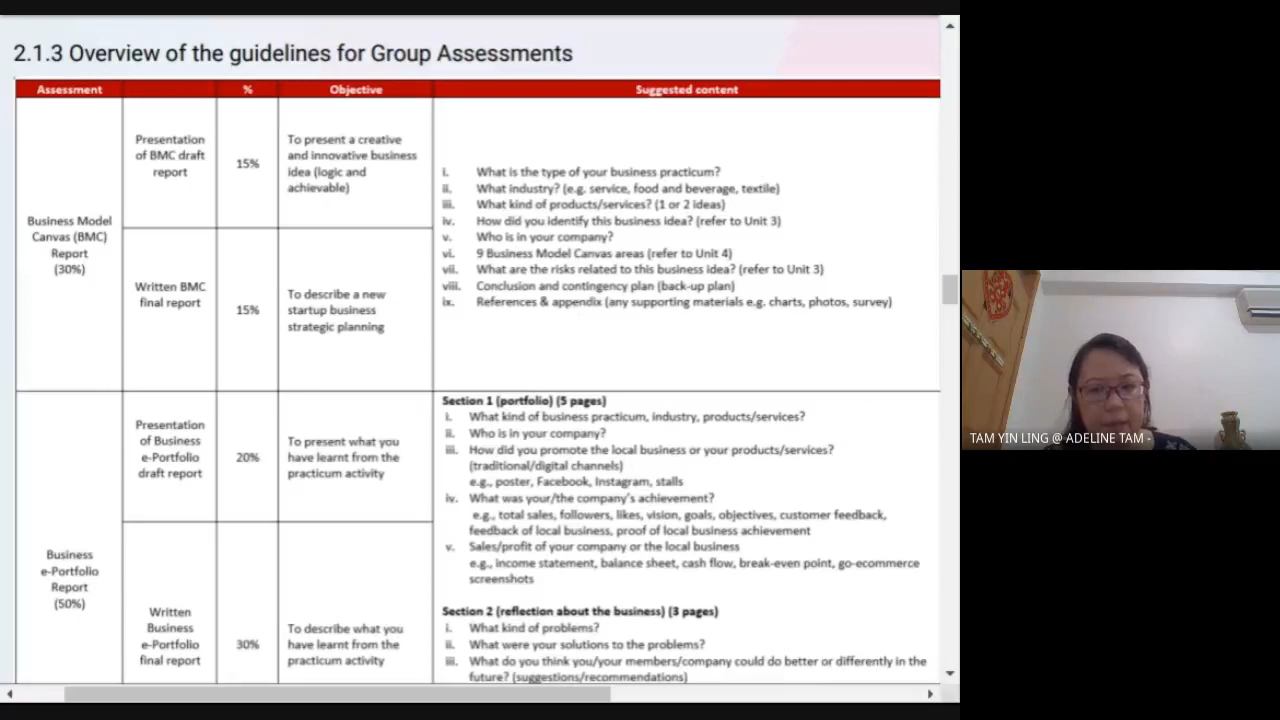 2.1.3 Overview of the guidelines for Group Assessments
Assessment % Objective Suggested content
Business Model
Canvas (BMC)
Report
(30%)
Presentation
of BMC draft
report
15%
To present a creative
and innovative business
idea (logic and
achievable)
Written BMC
final report
15%
To describe a new
startup business
strategic planning
i. What is the type of your business practicum?
ii. What industry? (e.g. service, food and beverage, textile)
iii. What kind of products/services? (1 or 2 ideas)
iv. How did you identify this business idea? (refer to Unit 3)
v. Who is in your company?
vi. 9 Business Model Canvas areas (refer to Unit 4)
vii. What are the risks related to this business idea? (refer to Unit 3)
viii. Conclusion and contingency plan (back-up plan)
ix. References & appendix (any supporting materials e.g. charts, photos, survey)
Business
e-Portfolio
Report
(50%)
Presentation
of Business
e-Portfolio
draft report
20%
To present what you
have learnt from the
practicum activity
Written
Business
e-Portfolio
final report
30%
To describe what you
have learnt from the
practicum activity
Section 1 (portfolio) (5 pages)
i. What kind of business practicum, industry, products/services?
ii. Who is in your company?
iii. How did you promote the local business or your products/services?
(traditional/digital channels)
e.g., poster, Facebook, Instagram, stalls
iv. What was your/the company's achievement?
e.g., total sales, followers, likes, vision, goals, objectives, customer feedback,
feedback of local business, proof of local business achievement
v. Sales/profit of your company or the local business
e.g., income statement, balance sheet, cash flow, break-even point, go-ecommerce
screenshots
Section 2 (reflection about the business) (3 pages)
i. What kind of problems?
ii. What were your solutions to the problems?
iii. What do you think you/your members/company could do better or differently in the
future? (suggestions/recommendations)
TAM YIN LING @ ADELINE TAM -